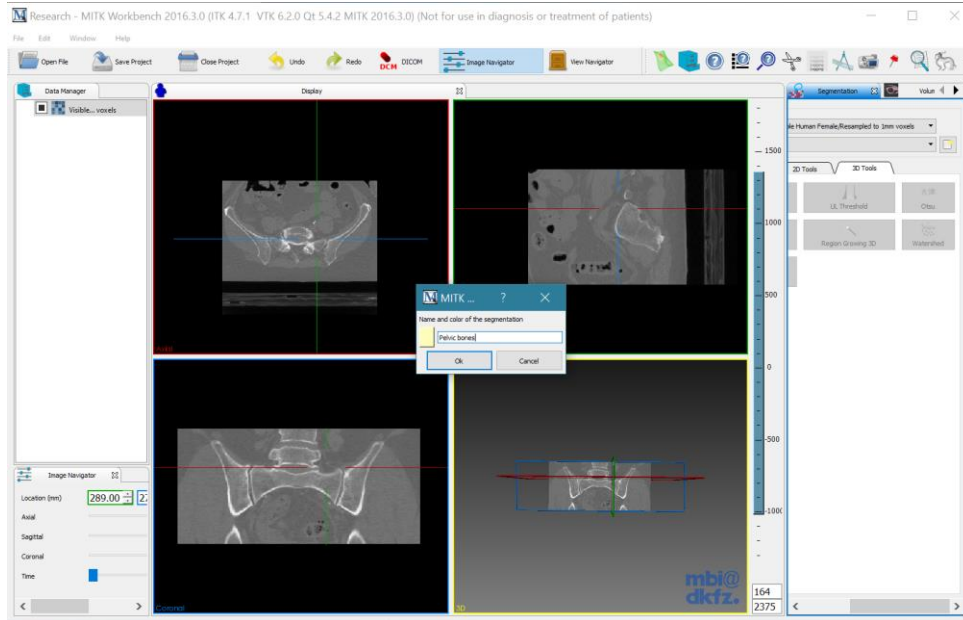 Research - MITK Workbench 2016.3.0 (ITK 4.7.1 VTK 6.2.0 Qt 5.4.2 MITK 2016.3.0) (Not for use in diagnosis or treatment of patients)
File Edit Window Help
Open File Save Project Close Project Undo Redo DCM DICOM Image Navigator View Navigator
Data Manager Display Segmentation Volun
Visible... voxels
le Human Female/Resampled to 1mm voxels
2D Tools 3D Tools
UL Threshold Otsu
Region Growing 3D Watershed
1500
1000
500
0
-500
-1000
MITK ... ?
Name and color of the segmentation
Pelvic bones
Ok Cancel
Axial
Image Navigator
Location (mm) 289.00 27
Axial
Sagittal
Coronal
Time
Coronal
3D
mbi@
dkfz.
164
2375